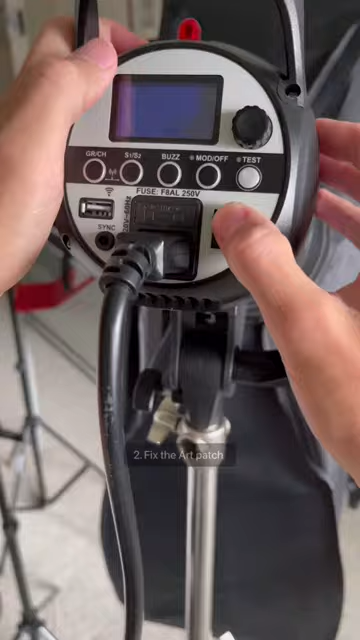 GR/CH
S1/S2
BUZZ
MOD/OFF
TEST
FUSE: F8AL 250V
SYNC
2. Fix the Art patch